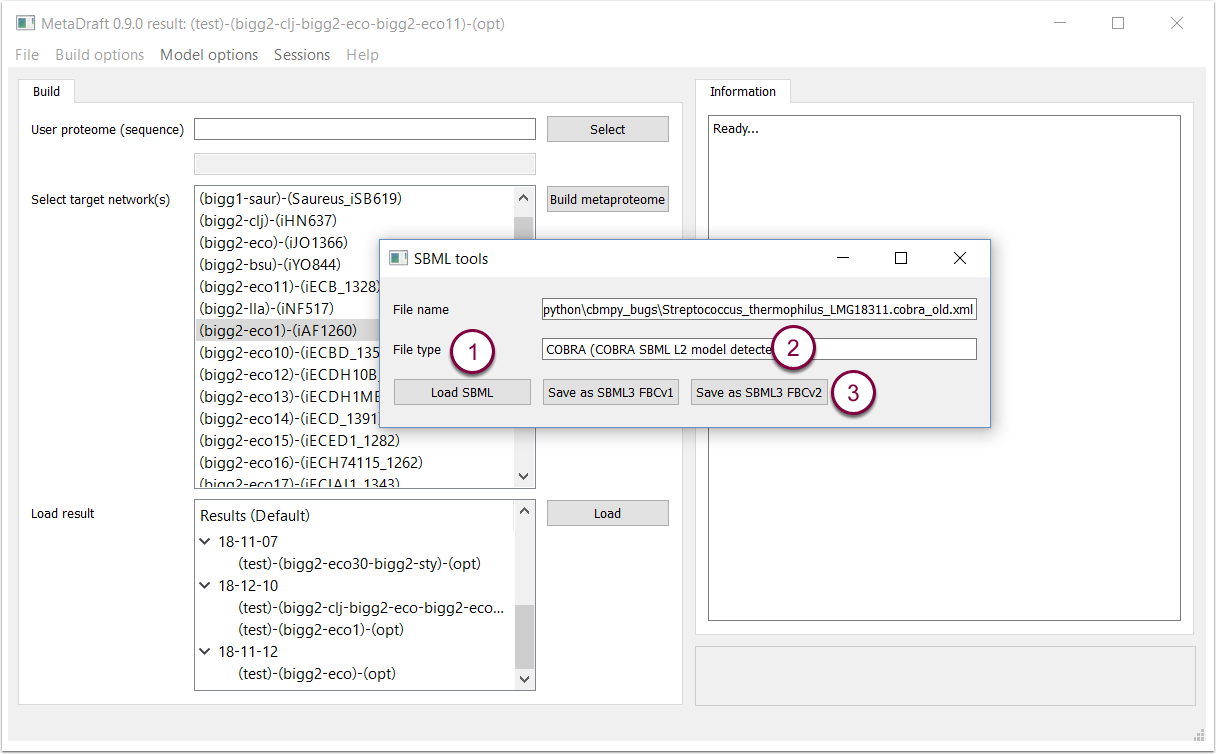 MetaDraft 0.9.0 result: (test)-(bigg2-clj-bigg2-eco-bigg2-eco11)-(opt)
File Build options Model options Sessions Help
Build
User proteome (sequence)
Select
Select target network(s)
(bigg1-saur)-(Saureus_iSB619)
(bigg2-clj)-(iHN637)
(bigg2-eco)-(iJO1366)
(bigg2-bsu)-(iYO844)
(bigg2-eco11)-(iECB_1328)
(bigg2-lla)-(iNF517)
(bigg2-eco1)-(iAF1260)
(bigg2-eco10)-(iECBD_135
(bigg2-eco12)-(iECDH10B_
(bigg2-eco13)-(iECDH1ME
(bigg2-eco14)-(iECD_1391
(bigg2-eco15)-(iECED1_1282)
(bigg2-eco16)-(iECH74115_1262)
(bigg2-eco17)-(iECIAI1_1343)
Build metaproteome
Load result
Results (Default)
18-11-07
(test)-(bigg2-eco30-bigg2-sty)-(opt)
18-12-10
(test)-(bigg2-clj-bigg2-eco-bigg2-eco...
(test)-(bigg2-eco1)-(opt)
18-11-12
(test)-(bigg2-eco)-(opt)
Load
Information
Ready...
SBML tools
File name
python\cbmpy_bugs\Streptococcus_thermophilus_LMG18311.cobra_old.xml
File type
1
COBRA (COBRA SBML L2 model detecte
2
Load SBML
Save as SBML3 FBCv1
Save as SBML3 FBCv2
3